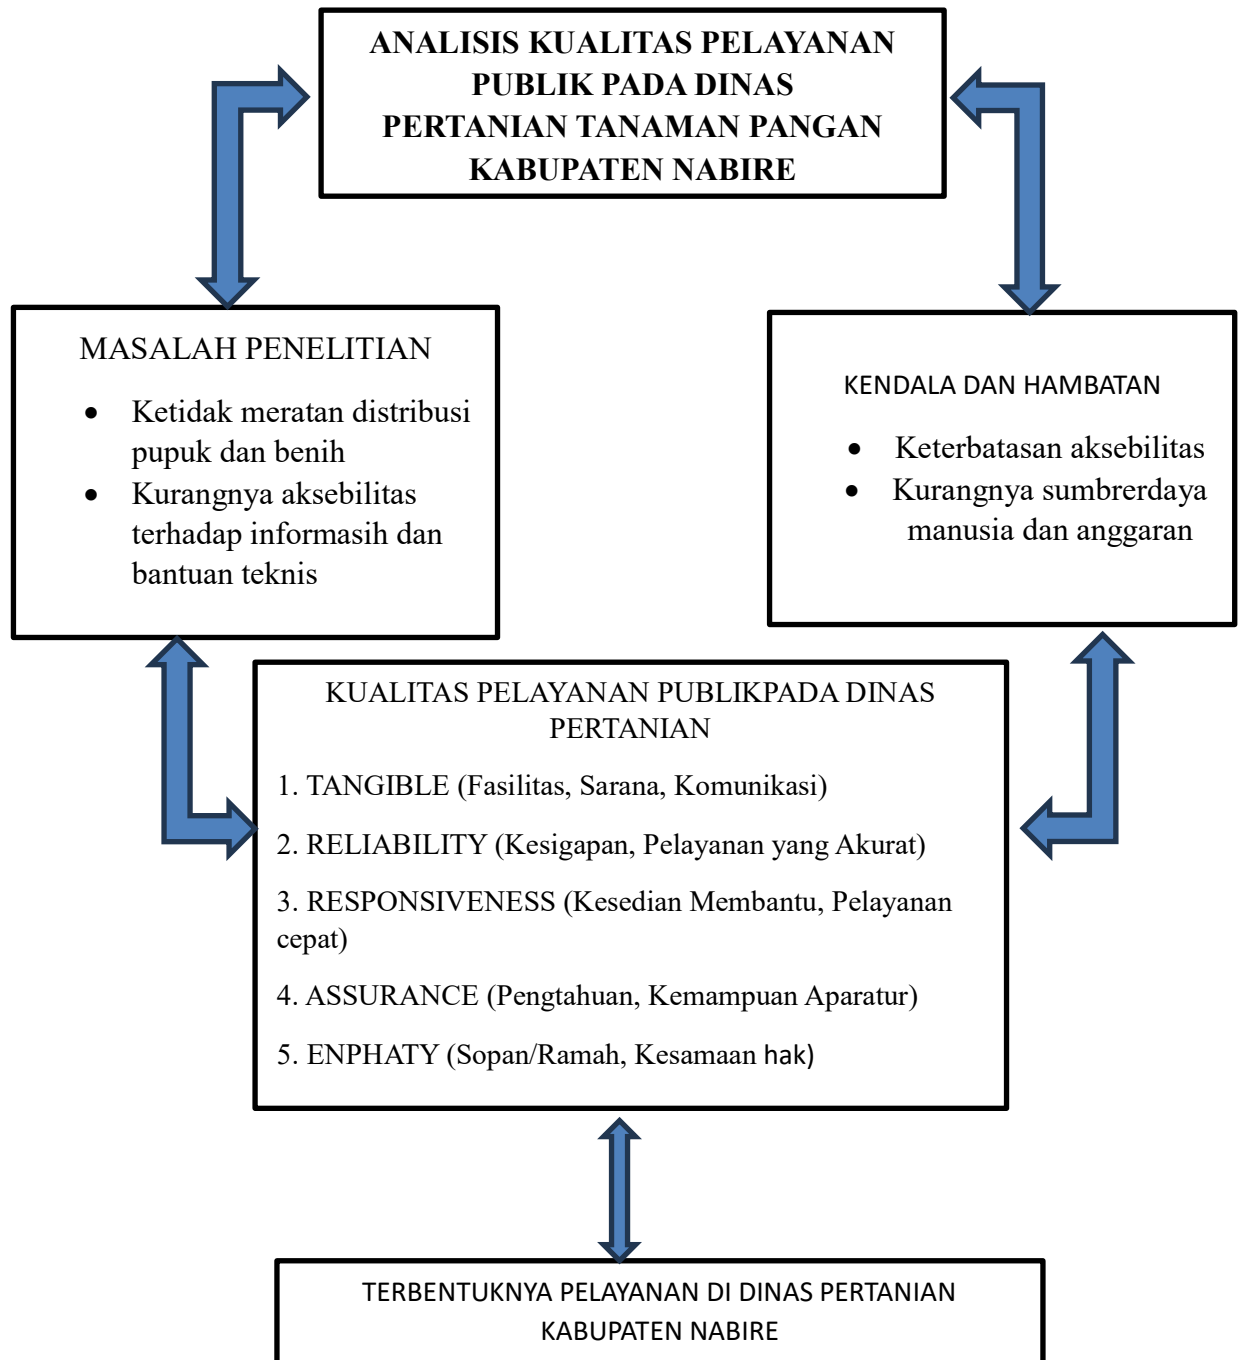 ANALISIS KUALITAS PELAYANAN
PUBLIK PADA DINAS
PERTANIAN TANAMAN PANGAN
KABUPATEN NABIRE
MASALAH PENELITIAN
• Ketidak meratan distribusi
pupuk dan benih
• Kurangnya aksebilitas
terhadap informasih dan
bantuan teknis
KENDALA DAN HAMBATAN
• Keterbatasan aksebilitas
• Kurangnya sumbrerdaya
manusia dan anggaran
KUALITAS PELAYANAN PUBLIKPADA DINAS
PERTANIAN
1. TANGIBLE (Fasilitas, Sarana, Komunikasi)
2. RELIABILITY (Kesigapan, Pelayanan yang Akurat)
3. RESPONSIVENESS (Kesedian Membantu, Pelayanan
cepat)
4. ASSURANCE (Pengtahuan, Kemampuan Aparatur)
5. ENPHATY (Sopan/Ramah, Kesamaan hak)
TERBENTUKNYA PELAYANAN DI DINAS PERTANIAN
KABUPATEN NABIRE